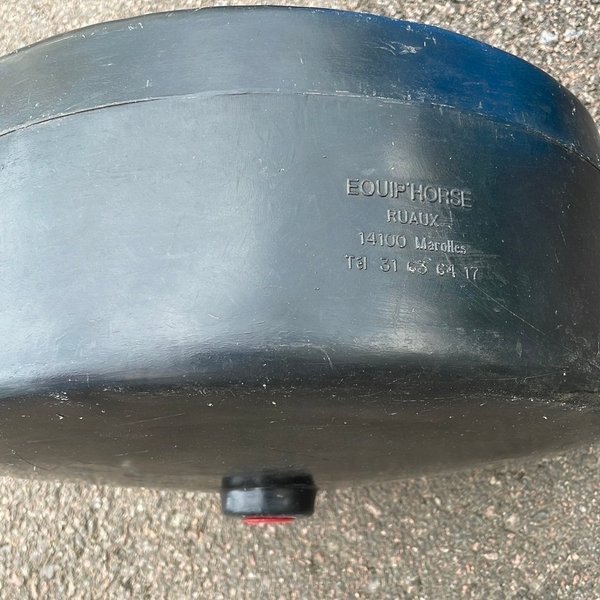 EQUIP'HORSE
RUAUX
14100 Marolles
Tél 31 63 64 17